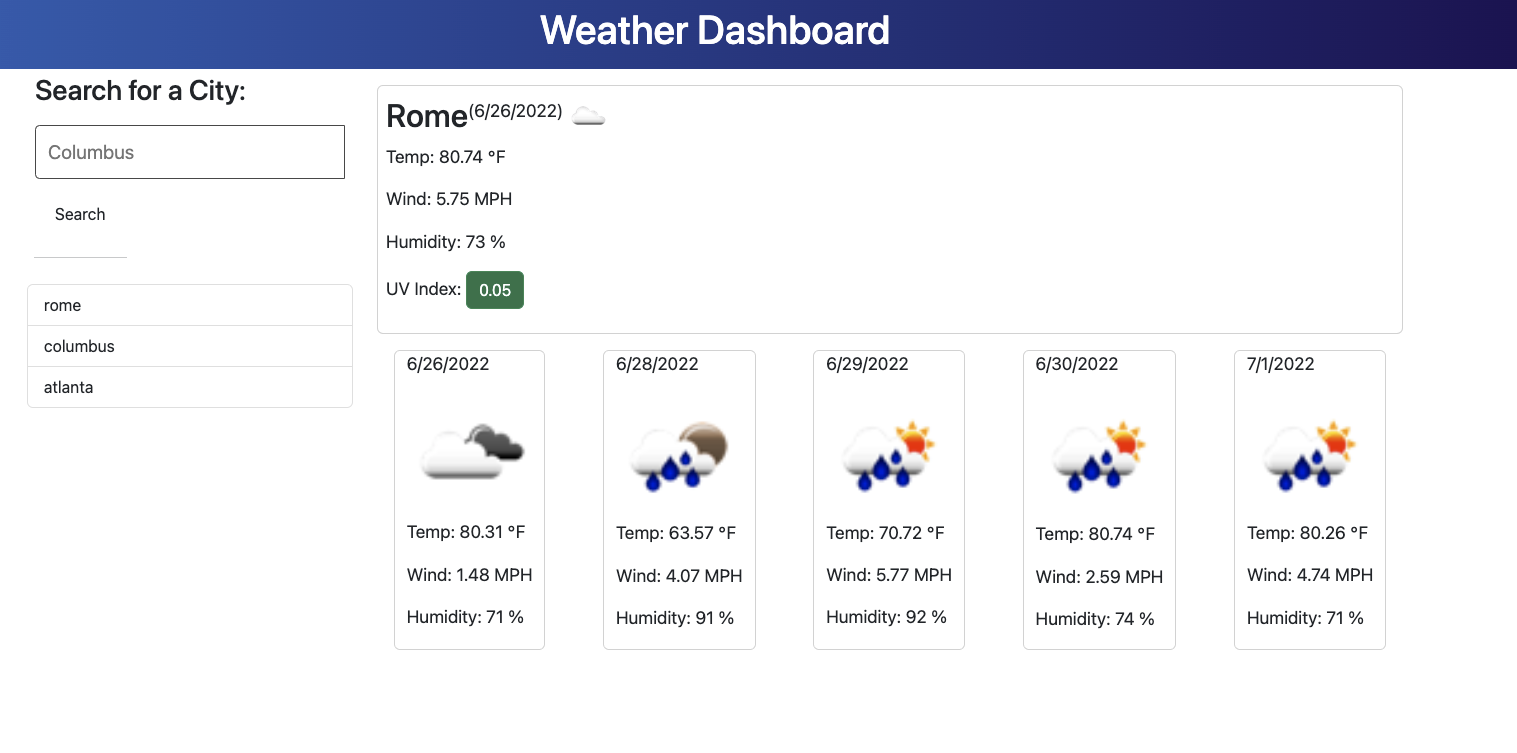 Weather Dashboard
Search for a City:
Columbus
Search
rome
columbus
atlanta
Rome(6/26/2022)
Temp: 80.74 °F
Wind: 5.75 MPH
Humidity: 73 %
UV Index: 0.05
6/26/2022
Temp: 80.31 °F
Wind: 1.48 MPH
Humidity: 71 %
6/28/2022
Temp: 63.57 °F
Wind: 4.07 MPH
Humidity: 91 %
6/29/2022
Temp: 70.72 °F
Wind: 5.77 MPH
Humidity: 92 %
6/30/2022
Temp: 80.74 °F
Wind: 2.59 MPH
Humidity: 74 %
7/1/2022
Temp: 80.26 °F
Wind: 4.74 MPH
Humidity: 71 %